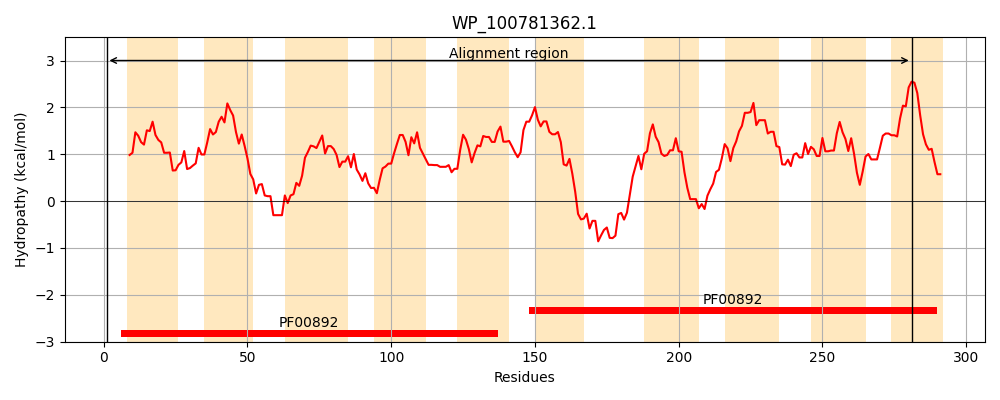 WP_100781362.1
Alignment region
Hydropathy (kcal/mol)
3
2
1
0
−1
−2
−3
PF00892
PF00892
0 50 100 150 200 250 300
Residues